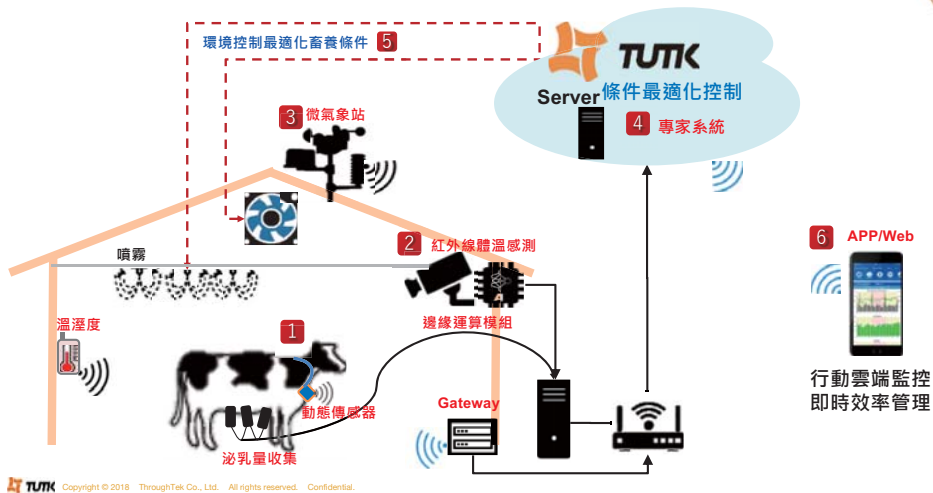 環境控制最適化畜養條件 5
TUTK
Server 條件最適化控制
4 專家系統
3 微氣象站
2 紅外線體溫感測
6 APP/Web
噴霧
溫溼度
1
邊緣運算模組
動態傳感器
泌乳量收集
Gateway
行動雲端監控
即時效率管理
TUTK Copyright © 2018 ThroughTek Co., Ltd. All rights reserved. Confidential.